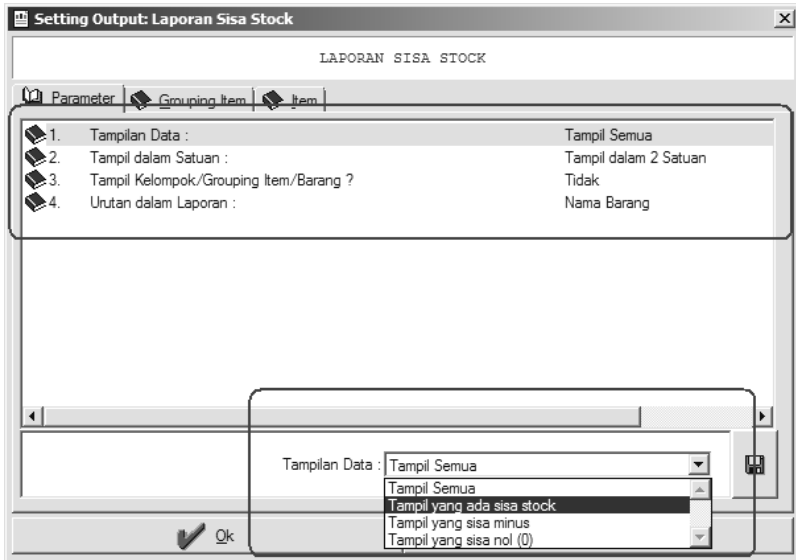 Setting Output: Laporan Sisa Stock
LAPORAN SISA STOCK
Parameter Grouping Item Item
1. Tampilan Data : Tampil Semua
2. Tampil dalam Satuan : Tampil dalam 2 Satuan
3. Tampil Kelompok/Grouping Item/Barang ? Tidak
4. Urutan dalam Laporan : Nama Barang
Tampilan Data : Tampil Semua
Tampil Semua
Tampil yang ada sisa stock
Tampil yang sisa minus
Tampil yang sisa nol (0)
Ok